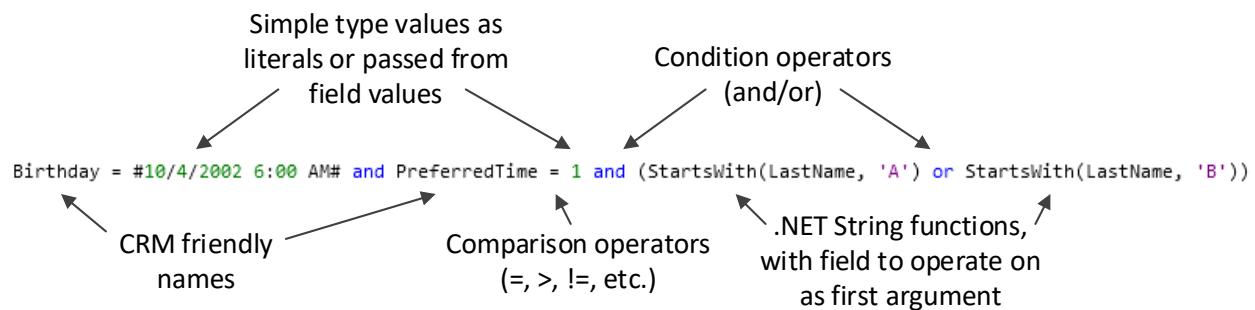 Simple type values as
literals or passed from
field values
Condition operators
(and/or)
Birthday = #10/4/2002 6:00 AM# and PreferredTime = 1 and (StartsWith(LastName, 'A') or StartsWith(LastName, 'B'))
CRM friendly
names
Comparison operators
(=, >, !=, etc.)
.NET String functions,
with field to operate on
as first argument